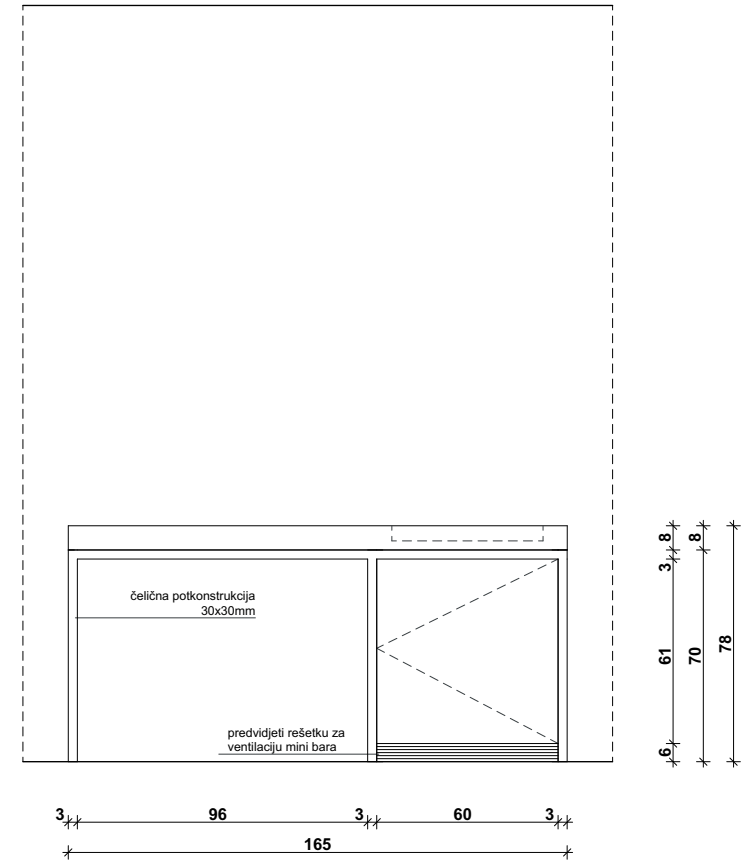 8
8
3
čelična potkonstrukcija
30x30mm
61
70
78
predvidjeti rešetku za
ventilaciju mini bara
6
3 96 3 60 3
165